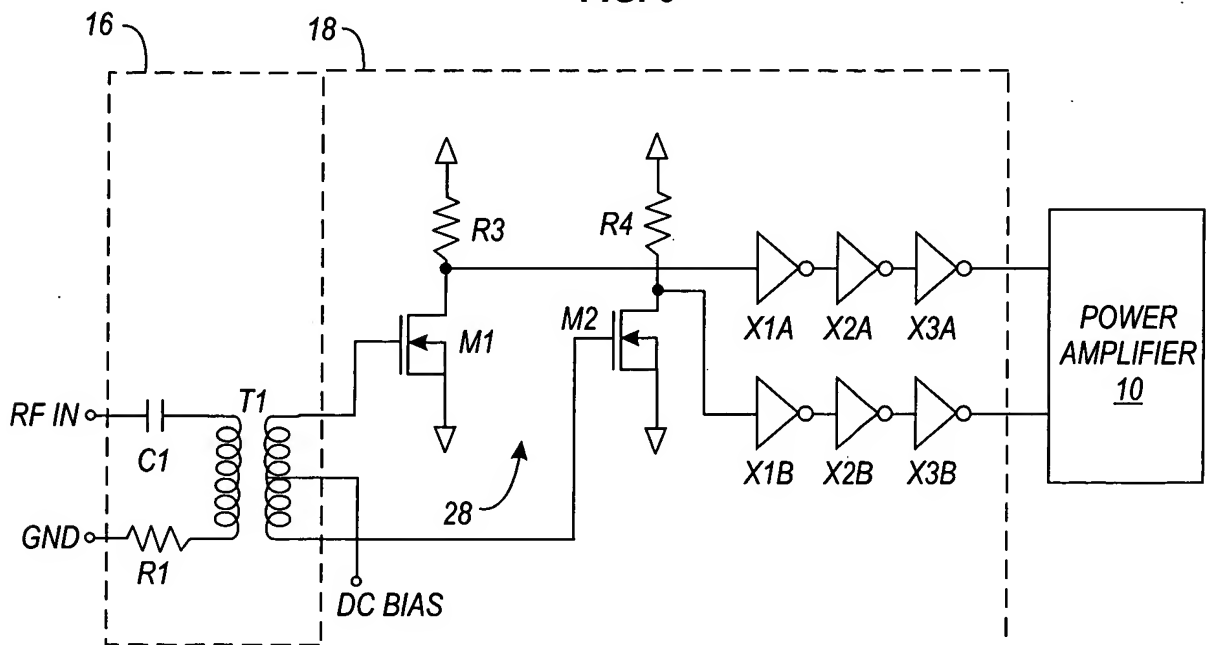 16
18
R3
R4
M1
M2
X1A
X2A
X3A
POWER
AMPLIFIER
10
RF IN
C1
T1
X1B
X2B
X3B
28
GND
R1
DC BIAS